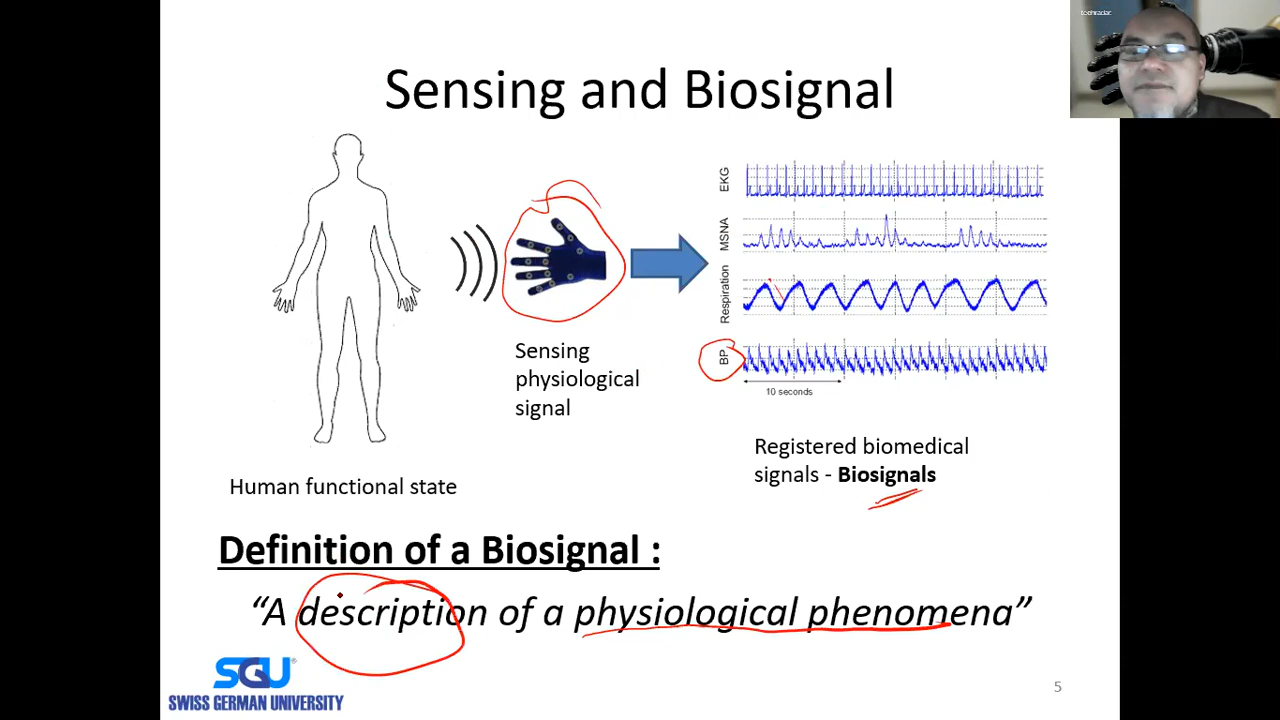 techradar
Sensing and Biosignal
EKG
MSNA
Respiration
BP
10 seconds
Sensing
physiological
signal
Registered biomedical
signals - Biosignals
Human functional state
Definition of a Biosignal :
“A description of a physiological phenomena”
SGU®
SWISS GERMAN UNIVERSITY
5